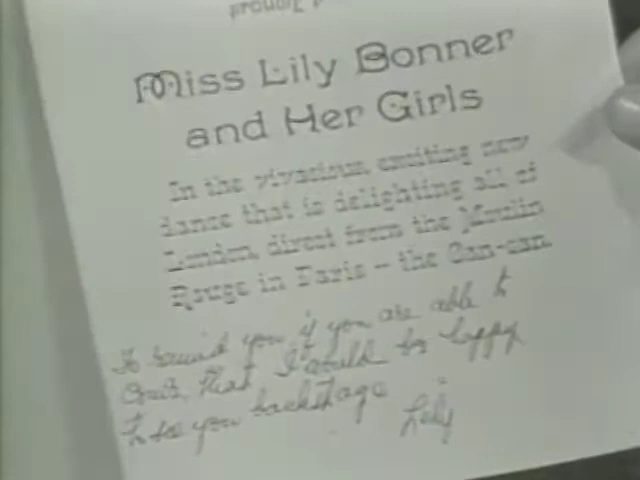 Miss Lily Bonner
and Her Girls
In the vivacious exciting new
dance that is delighting all of
London, direct from the Moulin
Rouge in Paris – the Can-can.
To remind you if you are able to
come, that I would be happy
to see you backstage
Lily